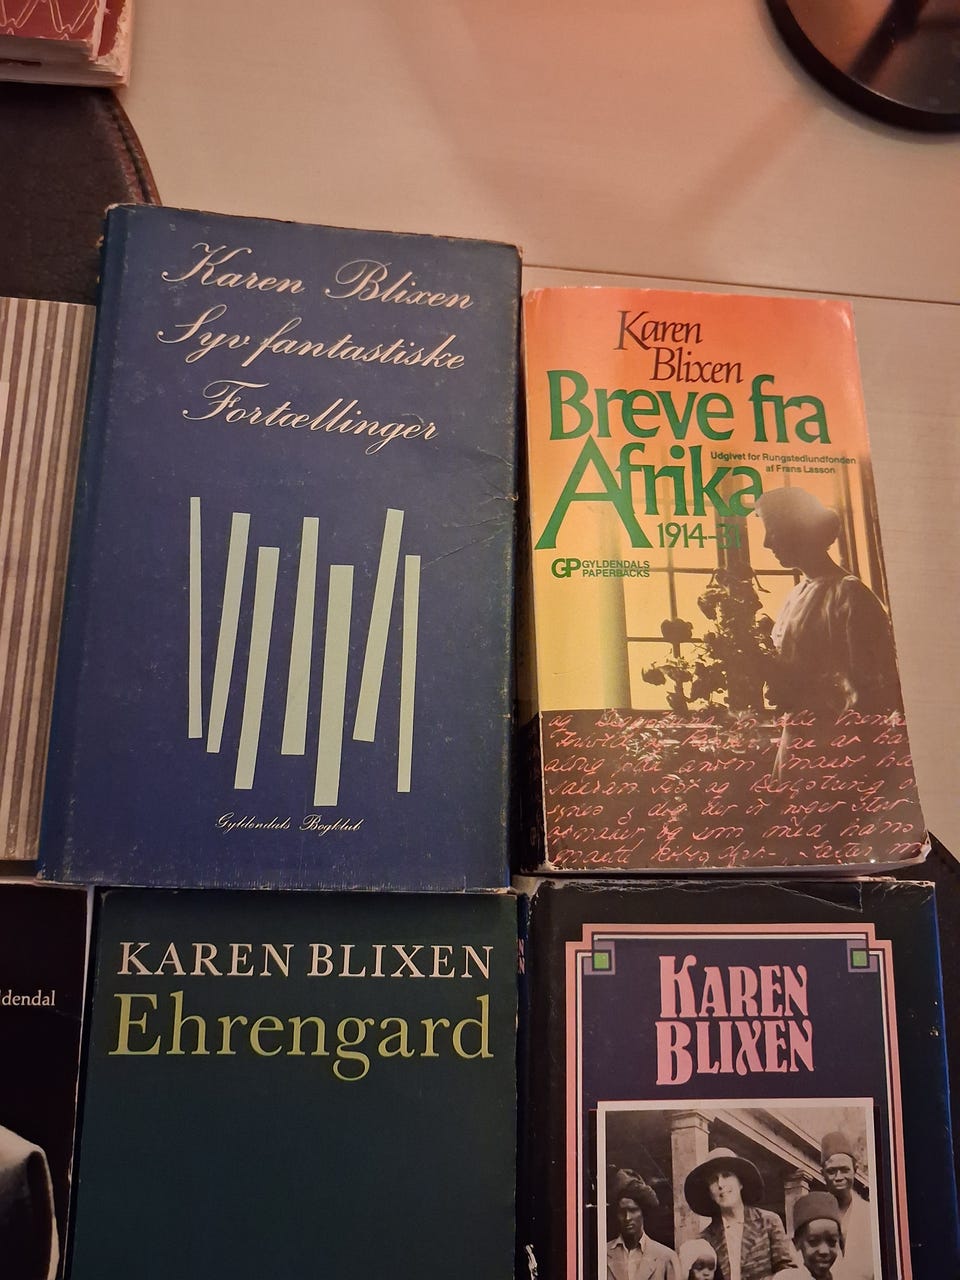 Karen Blixen
Syv fantastiske
Fortællinger
Gyldendals Bogklub
Karen
Blixen
Breve fra
Afrika
Udgivet for Rungstedlundfonden
af Frans Lasson
1914-31
GP GYLDENDALS
PAPERBACKS
ldendal
KAREN BLIXEN
Ehrengard
KAREN
BLIXEN